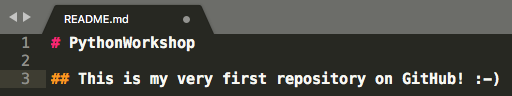 README.md
1 # PythonWorkshop
2
3 ## This is my very first repository on GitHub! :-)